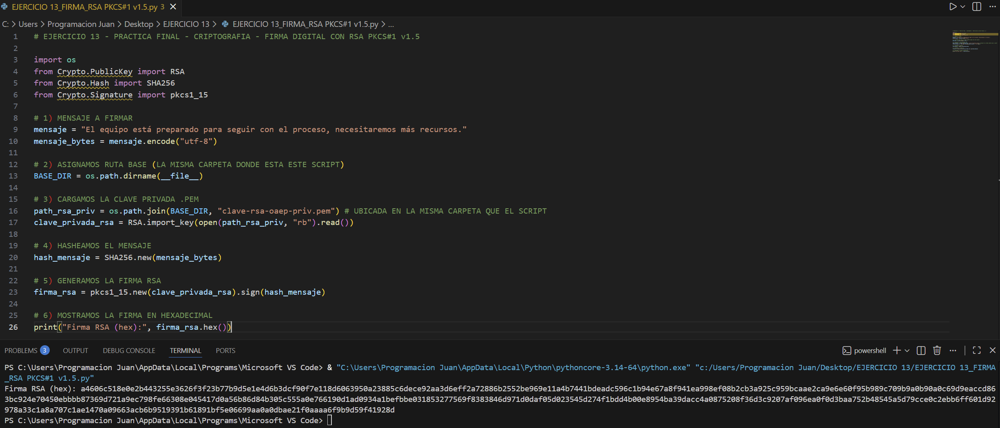 EJERCICIO 13_FIRMA_RSA PKCS#1 v1.5.py 3
C: > Users > Programacion Juan > Desktop > EJERCICIO 13 > EJERCICIO 13_FIRMA_RSA PKCS#1 v1.5.py > ...
1 # EJERCICIO 13 - PRACTICA FINAL - CRIPTOGRAFIA - FIRMA DIGITAL CON RSA PKCS#1 v1.5
2
3 import os
4 from Crypto.PublicKey import RSA
5 from Crypto.Hash import SHA256
6 from Crypto.Signature import pkcs1_15
7
8 # 1) MENSAJE A FIRMAR
9 mensaje = "El equipo está preparado para seguir con el proceso, necesitaremos más recursos."
10 mensaje_bytes = mensaje.encode("utf-8")
11
12 # 2) ASIGNAMOS RUTA BASE (LA MISMA CARPETA DONDE ESTA ESTE SCRIPT)
13 BASE_DIR = os.path.dirname(__file__)
14
15 # 3) CARGAMOS LA CLAVE PRIVADA .PEM
16 path_rsa_priv = os.path.join(BASE_DIR, "clave-rsa-oaep-priv.pem") # UBICADA EN LA MISMA CARPETA QUE EL SCRIPT
17 clave_privada_rsa = RSA.import_key(open(path_rsa_priv, "rb").read())
18
19 # 4) HASHEAMOS EL MENSAJE
20 hash_mensaje = SHA256.new(mensaje_bytes)
21
22 # 5) GENERAMOS LA FIRMA RSA
23 firma_rsa = pkcs1_15.new(clave_privada_rsa).sign(hash_mensaje)
24
25 # 6) MOSTRAMOS LA FIRMA EN HEXADECIMAL
26 print("Firma RSA (hex):", firma_rsa.hex())
PROBLEMS 3 OUTPUT DEBUG CONSOLE TERMINAL PORTS powershell
PS C:\Users\Programacion Juan\AppData\Local\Programs\Microsoft VS Code> & "C:\Users\Programacion Juan\AppData\Local\Python\pythoncore-3.14-64\python.exe" "c:/Users/Programacion Juan/Desktop/EJERCICIO 13/EJERCICIO 13_FIRMA
_RSA PKCS#1 v1.5.py"
Firma RSA (hex): a4606c518e0e2b443255e3626f3f23b77b9d5e1e4d6b3dcf90f7e118d6063950a23885c6dece92aa3d6eff2a72886b2552be969e11a4b7441bdeadc596c1b94e67a8f941ea998ef08b2cb3a925c959bcaae2ca9e6e60f95b989c709b9a0b90a0c69d9eaccd86
3bc924e70450ebbbb87369d721a9ec798fe66308e045417d0a56b86d84b305c555a0e766190d1ad0934a1befbbe031853277569f8383846d971d0daf05d023545d274f1bdd4b00e8954ba39dacc4a0875208f36d3c9207af096ea0f0d3baa752b48545a5d79cce0c2ebb6ff601d92
978a33c1a8a707c1ae1470a09663acb6b9519391b61891bf5e06699aa0a0dbae21f0aaaa6f9b9d59f41928d
PS C:\Users\Programacion Juan\AppData\Local\Programs\Microsoft VS Code>